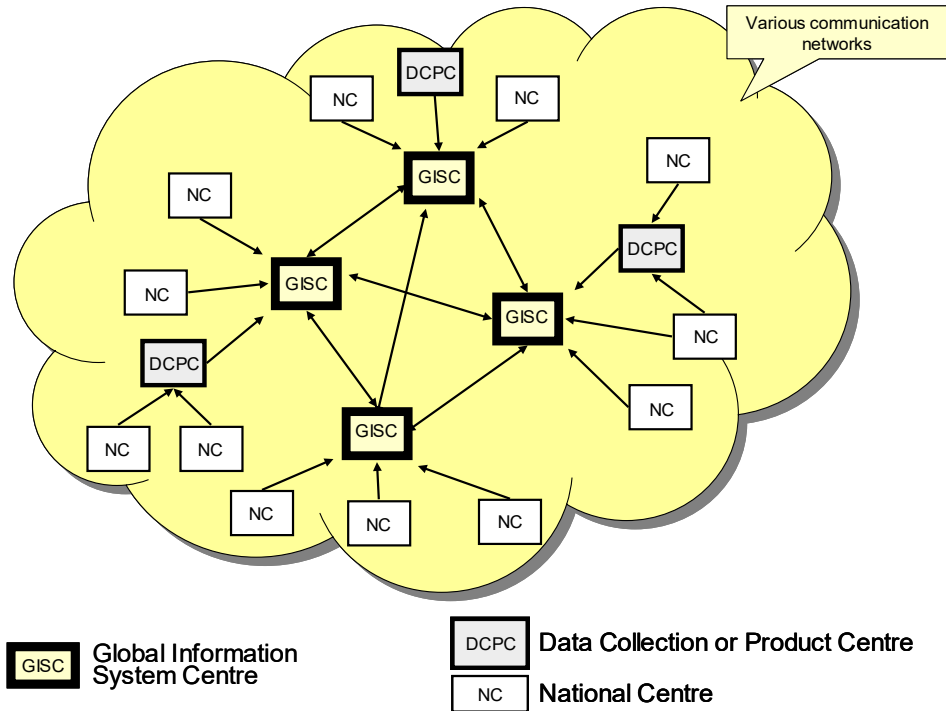 Various communication
networks
DCPC
NC
NC
GISC
NC
NC
DCPC
GISC
NC
GISC
NC
DCPC
NC
GISC
NC
NC
NC
NC
NC
GISC
Global Information
System Centre
DCPC
Data Collection or Product Centre
NC
National Centre